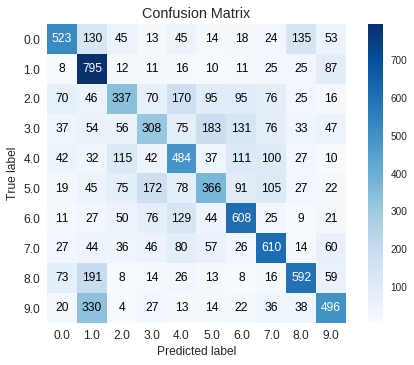 Confusion Matrix
0.0 523 130 45 13 45 14 18 24 135 53
1.0 8 795 12 11 16 10 11 25 25 87
2.0 70 46 337 70 170 95 95 76 25 16
3.0 37 54 56 308 75 183 131 76 33 47
4.0 42 32 115 42 484 37 111 100 27 10
5.0 19 45 75 172 78 366 91 105 27 22
6.0 11 27 50 76 129 44 608 25 9 21
7.0 27 44 36 46 80 57 26 610 14 60
8.0 73 191 8 14 26 13 8 16 592 59
9.0 20 330 4 27 13 14 22 36 38 496
0.0 1.0 2.0 3.0 4.0 5.0 6.0 7.0 8.0 9.0
Predicted label
True label
700
600
500
400
300
200
100